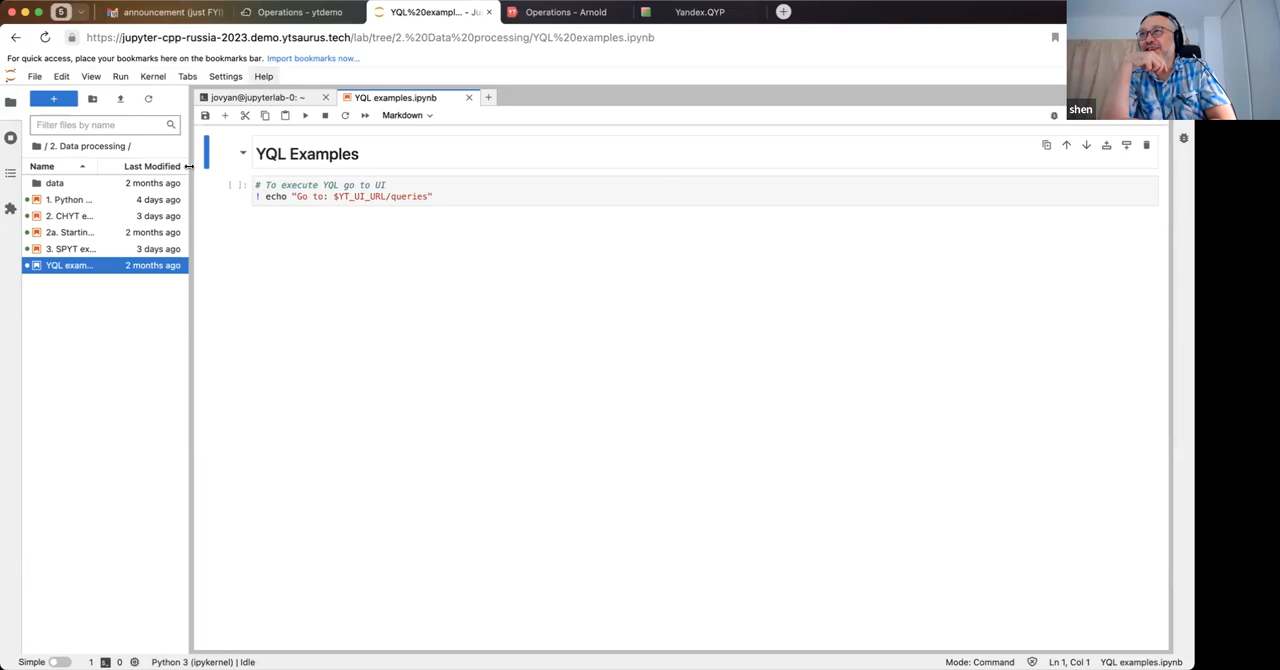 5
announcement (just FYI)
Operations - ytdemo
YQL%20exampl... - Ju
Operations - Arnold
Yandex.QYP
https://jupyter-cpp-russia-2023.demo.ytsaurus.tech/lab/tree/2.%20Data%20processing/YQL%20examples.ipynb
For quick access, place your bookmarks here on the bookmarks bar. Import bookmarks now...
File Edit View Run Kernel Tabs Settings Help
shen
jovyan@jupyterlab-0: ~
YQL examples.ipynb
Markdown
Filter files by name
/ 2. Data processing /
Name Last Modified
data 2 months ago
1. Python ... 4 days ago
2. CHYT e... 3 days ago
2a. Startin... 2 months ago
3. SPYT ex... 3 days ago
YQL exam... 2 months ago
YQL Examples
[ ]: # To execute YQL go to UI
! echo "Go to: $YT_UI_URL/queries"
Simple 1 0 Python 3 (ipykernel) | Idle Mode: Command Ln 1, Col 1 YQL examples.ipynb